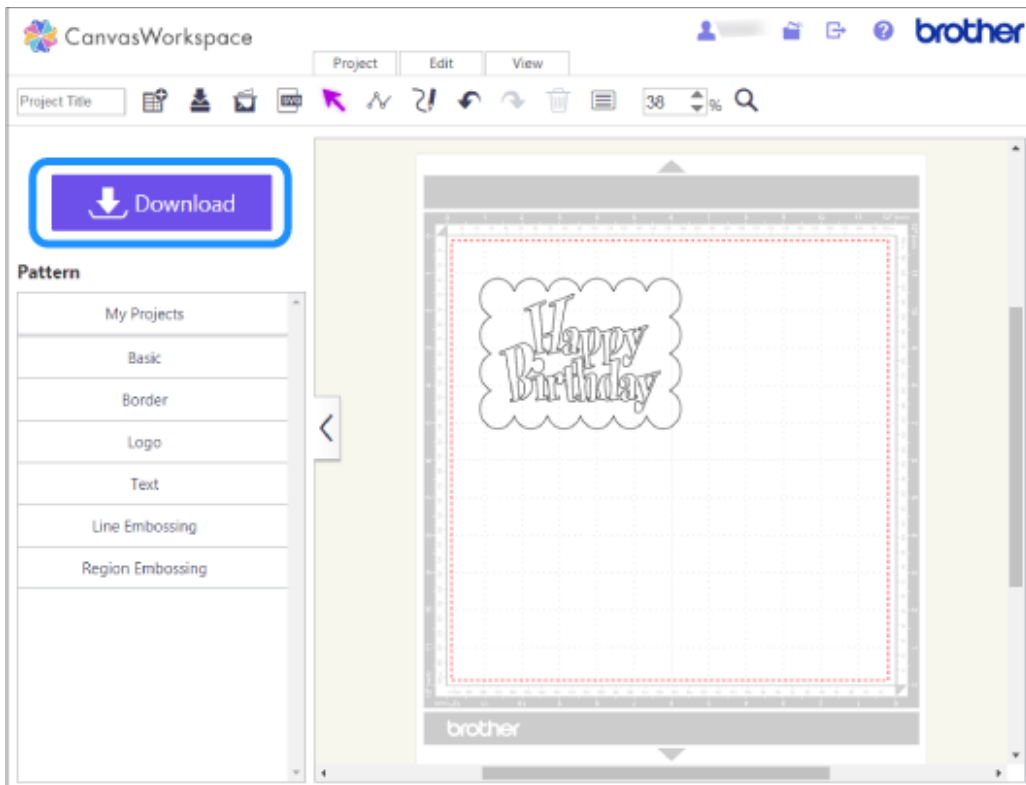 CanvasWorkspace
brother
Project Edit View
Project Title
SVG
38 %
Download
Pattern
My Projects
Basic
Border
Logo
Text
Line Embossing
Region Embossing
Happy
Birthday
brother